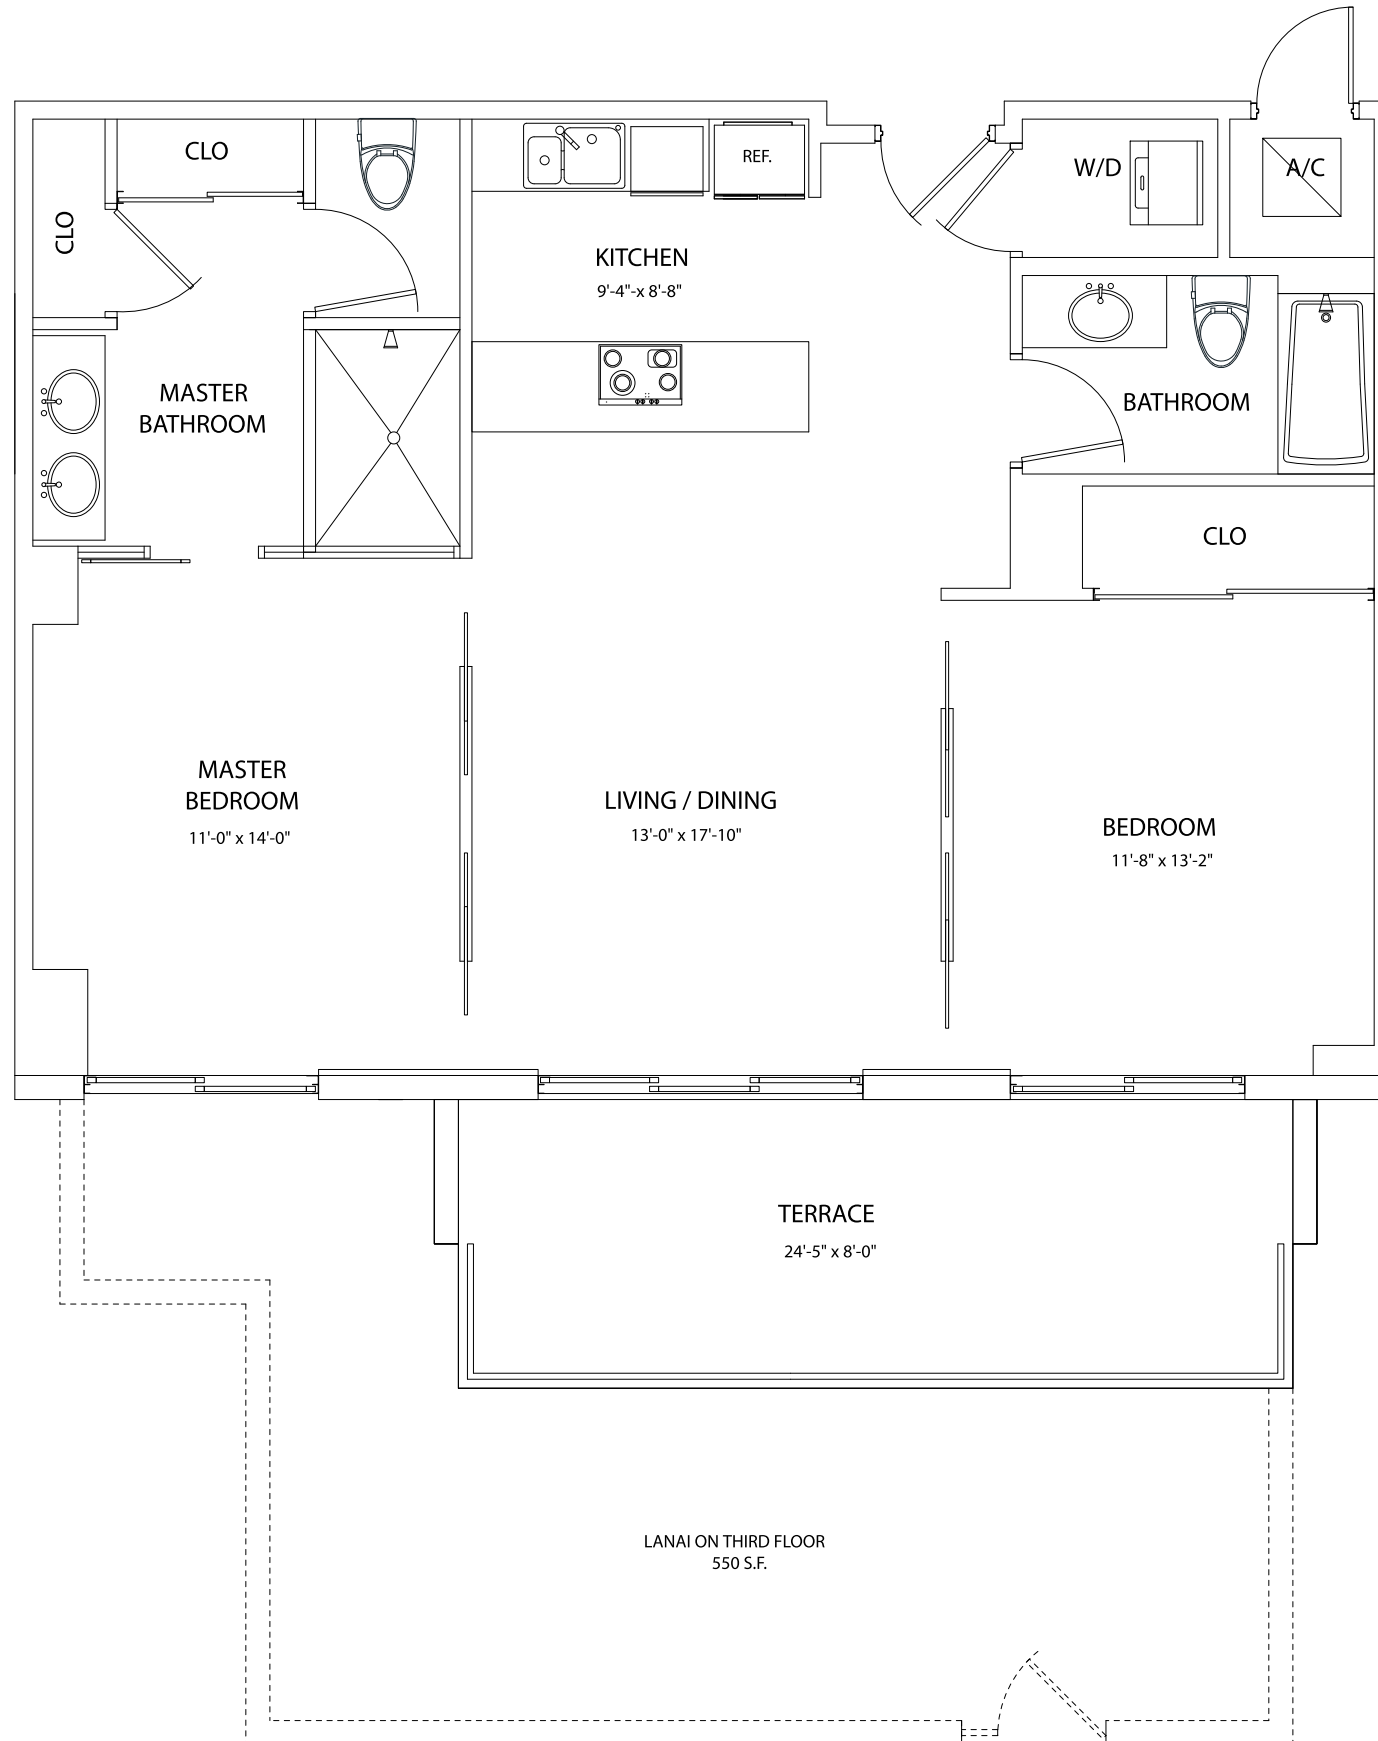 CLO
REF.
W/D
A/C
CLO
KITCHEN
9'-4"-x 8'-8"
MASTER
BATHROOM
BATHROOM
CLO
MASTER
BEDROOM
11'-0" x 14'-0"
LIVING / DINING
13'-0" x 17'-10"
BEDROOM
11'-8" x 13'-2"
TERRACE
24'-5" x 8'-0"
LANAI ON THIRD FLOOR
550 S.F.